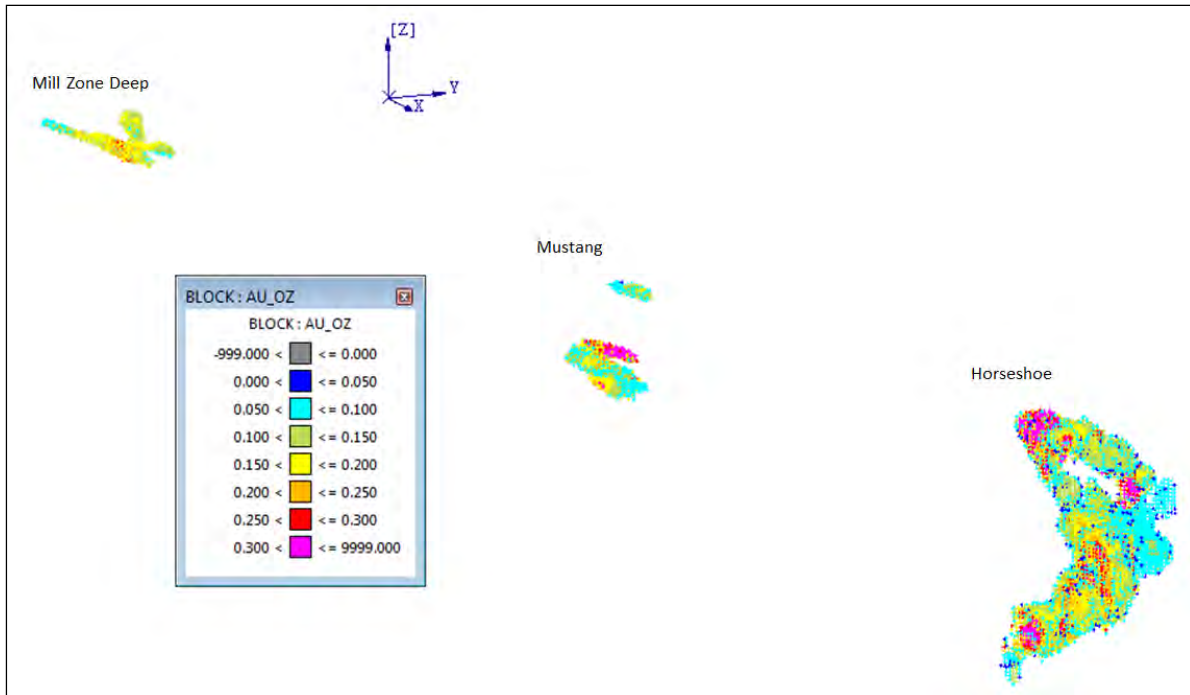 [Z]
Y
X
Mill Zone Deep
Mustang
BLOCK : AU_OZ
BLOCK : AU_OZ
-999.000 < <= 0.000
0.000 < <= 0.050
0.050 < <= 0.100
0.100 < <= 0.150
0.150 < <= 0.200
0.200 < <= 0.250
0.250 < <= 0.300
0.300 < <= 9999.000
Horseshoe